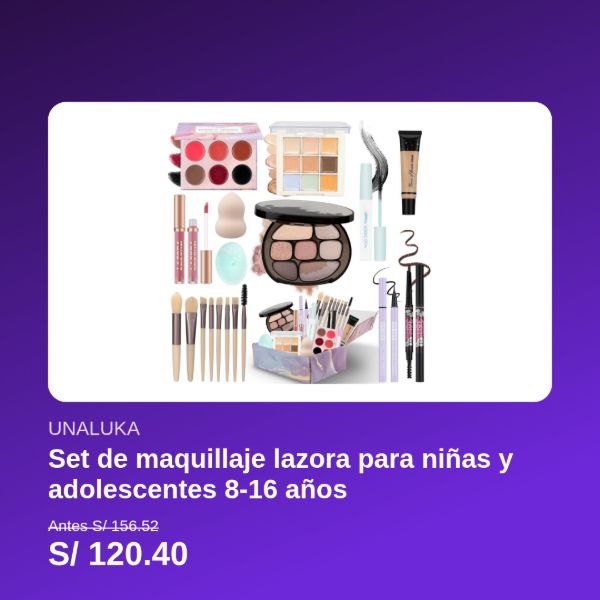 UNALUKA
Set de maquillaje lazora para niñas y
adolescentes 8-16 años
Antes S/ 156.52
S/ 120.40